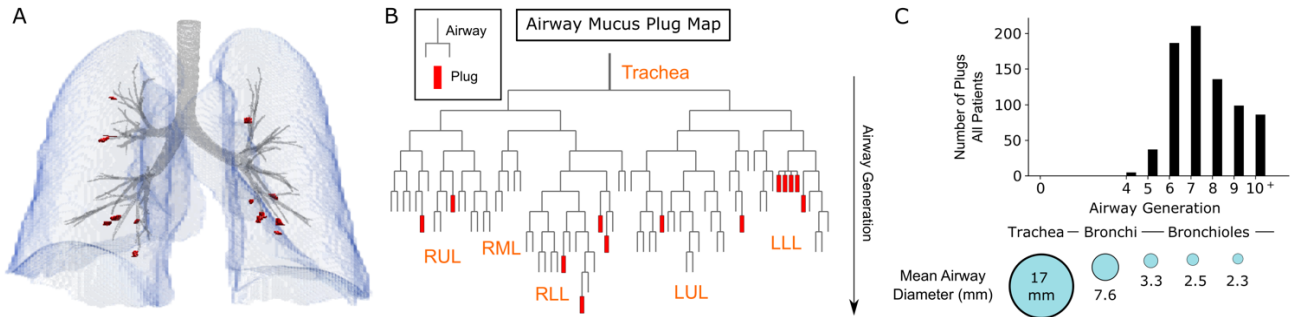 A
B
Airway
Plug
Airway Mucus Plug Map
Trachea
RUL
RML
RLL
LUL
LLL
Airway Generation
C
Number of Plugs
All Patients
200
150
100
50
0
0 4 5 6 7 8 9 10+
Airway Generation
Trachea — Bronchi — Bronchioles —
Mean Airway
Diameter (mm)
17
mm
7.6
3.3
2.5
2.3